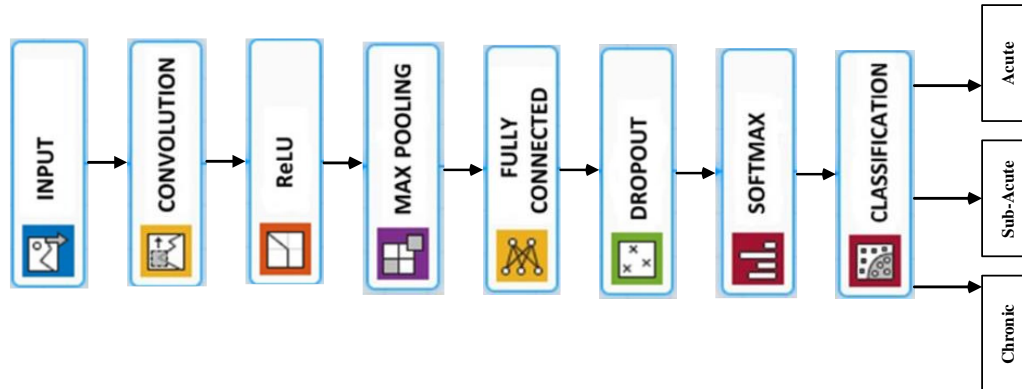 INPUT
CONVOLUTION
ReLU
MAX POOLING
FULLY
CONNECTED
DROPOUT
SOFTMAX
CLASSIFICATION
Acute
Sub-Acute
Chronic